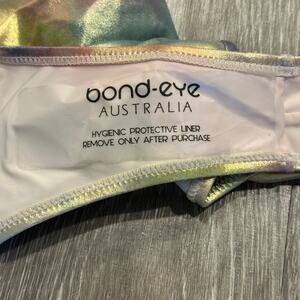 bond-eye
AUSTRALIA
HYGIENIC PROTECTIVE LINER
REMOVE ONLY AFTER PURCHASE